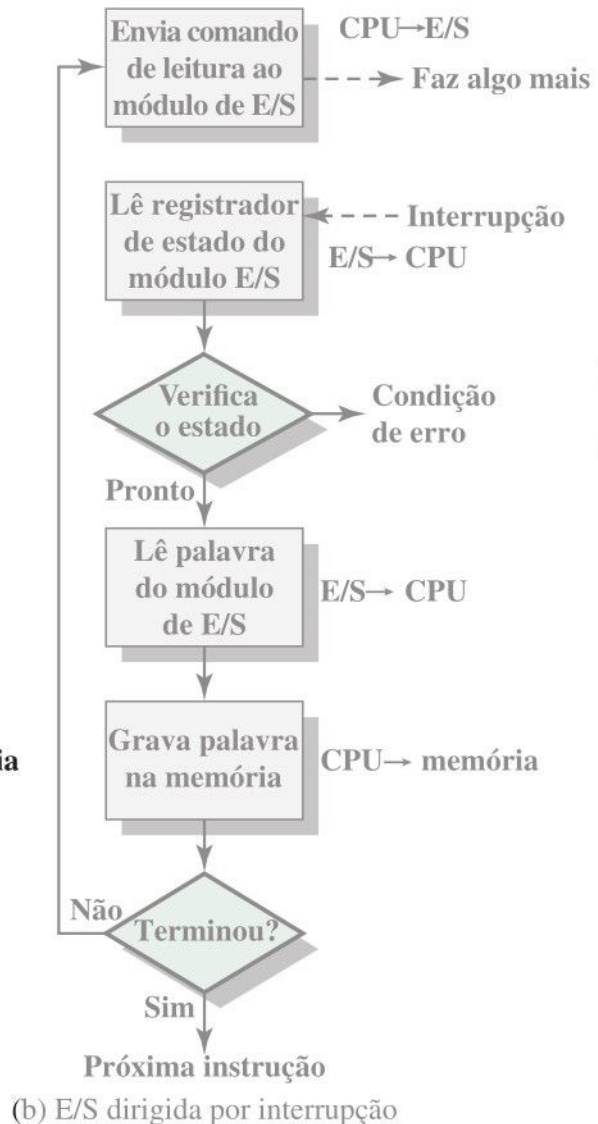 Envia comando
de leitura ao
módulo de E/S
CPU→E/S
Faz algo mais
Lê registrador
de estado do
módulo E/S
Interrupção
E/S→ CPU
Verifica
o estado
Condição
de erro
Pronto
Lê palavra
do módulo
de E/S
E/S→ CPU
Grava palavra
na memória
CPU→ memória
ia
Não
Terminou?
Sim
Próxima instrução
(b) E/S dirigida por interrupção